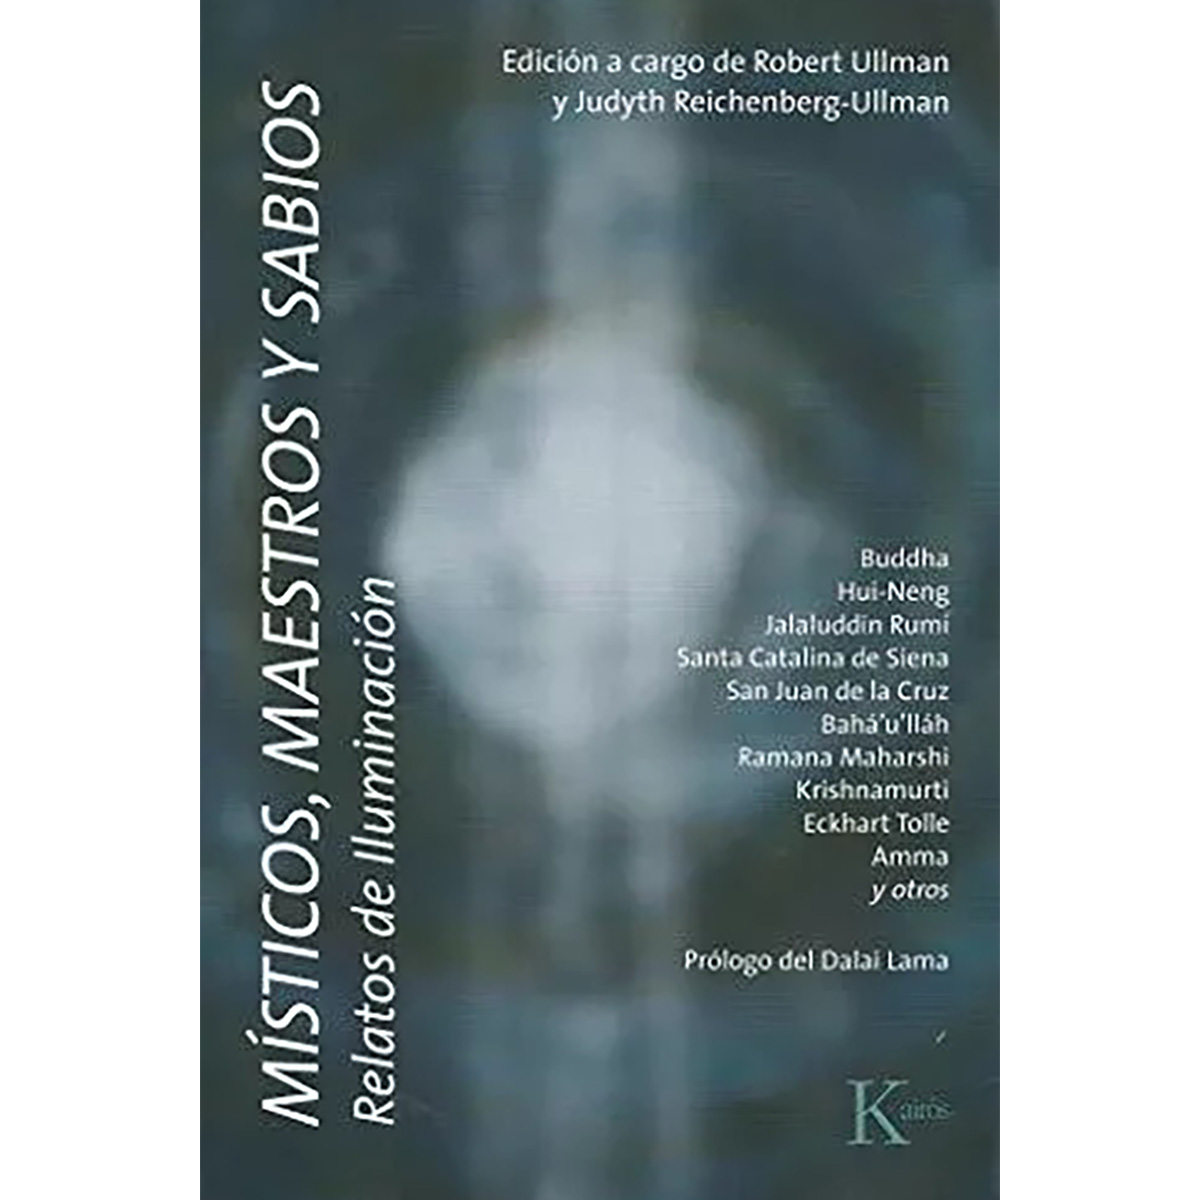 Edición a cargo de Robert Ullman
y Judyth Reichenberg-Ullman
MÍSTICOS, MAESTROS Y SABIOS
Relatos de Iluminación
Buddha
Hui-Neng
Jalaluddin Rumi
Santa Catalina de Siena
San Juan de la Cruz
Bahá'u'lláh
Ramana Maharshi
Krishnamurti
Eckhart Tolle
Amma
y otros
Prólogo del Dalai Lama
Kairós